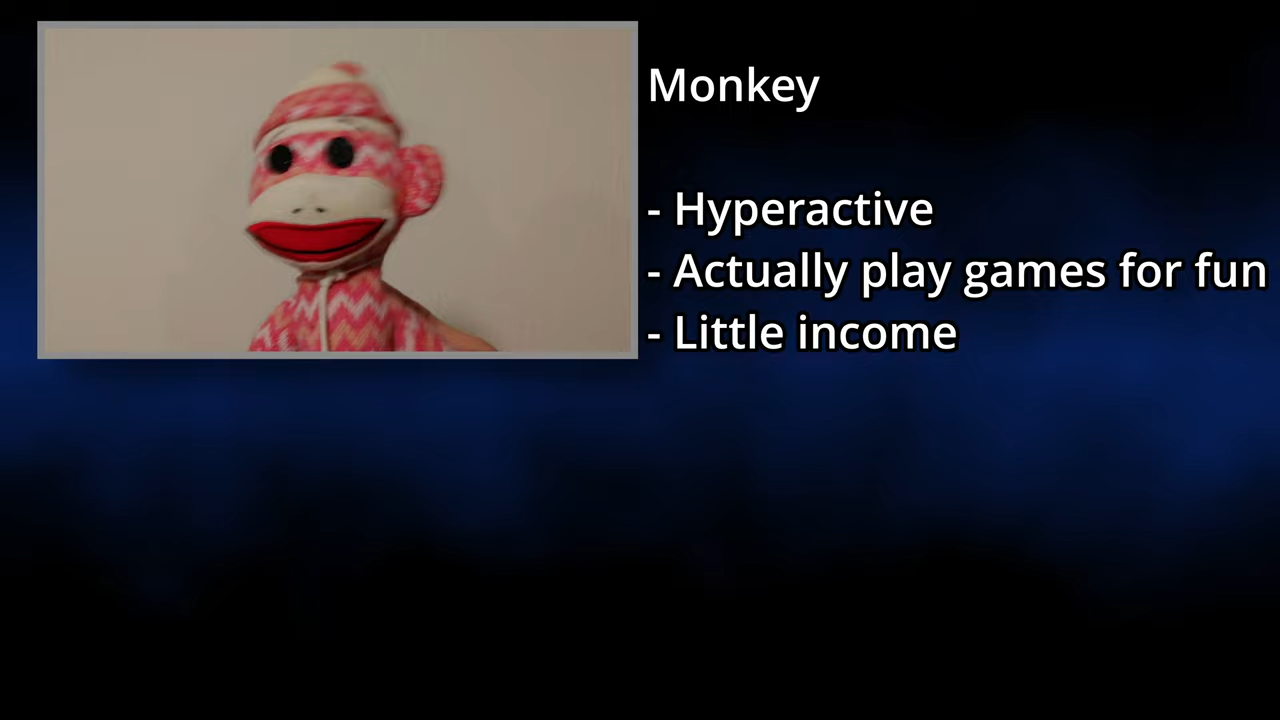 Monkey
- Hyperactive
- Actually play games for fun
- Little income